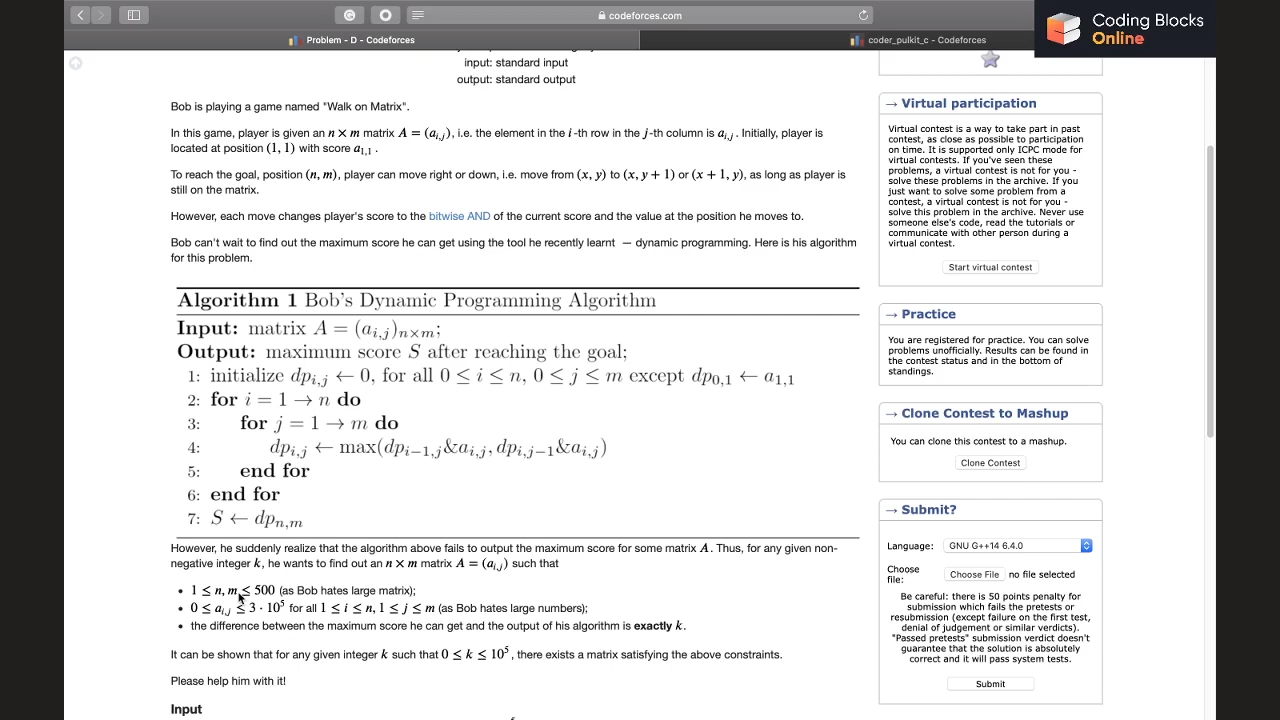 codeforces.com
Problem - D - Codeforces
coder_pulkit_c - Codeforces
Coding Blocks
Online
input: standard input
output: standard output
Bob is playing a game named "Walk on Matrix".
In this game, player is given an n × m matrix A = (a_{i,j}), i.e. the element in the i-th row in the j-th column is a_{i,j}. Initially, player is
located at position (1, 1) with score a_{1,1}.
To reach the goal, position (n, m), player can move right or down, i.e. move from (x, y) to (x, y + 1) or (x + 1, y), as long as player is
still on the matrix.
However, each move changes player's score to the bitwise AND of the current score and the value at the position he moves to.
Bob can't wait to find out the maximum score he can get using the tool he recently learnt — dynamic programming. Here is his algorithm
for this problem.
Algorithm 1 Bob's Dynamic Programming Algorithm
Input: matrix A = (a_{i,j})_{n×m};
Output: maximum score S after reaching the goal;
1: initialize dp_{i,j} ← 0, for all 0 ≤ i ≤ n, 0 ≤ j ≤ m except dp_{0,1} ← a_{1,1}
2: for i = 1 → n do
3: for j = 1 → m do
4: dp_{i,j} ← max(dp_{i−1,j}&a_{i,j}, dp_{i,j−1}&a_{i,j})
5: end for
6: end for
7: S ← dp_{n,m}
However, he suddenly realize that the algorithm above fails to output the maximum score for some matrix A. Thus, for any given non-
negative integer k, he wants to find out an n × m matrix A = (a_{i,j}) such that
• 1 ≤ n, m ≤ 500 (as Bob hates large matrix);
• 0 ≤ a_{i,j} ≤ 3 · 10^5 for all 1 ≤ i ≤ n, 1 ≤ j ≤ m (as Bob hates large numbers);
• the difference between the maximum score he can get and the output of his algorithm is exactly k.
It can be shown that for any given integer k such that 0 ≤ k ≤ 10^5, there exists a matrix satisfying the above constraints.
Please help him with it!
Input
→ Virtual participation
Virtual contest is a way to take part in past
contest, as close as possible to participation
on time. It is supported only ICPC mode for
virtual contests. If you've seen these
problems, a virtual contest is not for you -
solve these problems in the archive. If you
just want to solve some problem from a
contest, a virtual contest is not for you -
solve this problem in the archive. Never use
someone else's code, read the tutorials or
communicate with other person during a
virtual contest.
Start virtual contest
→ Practice
You are registered for practice. You can solve
problems unofficially. Results can be found in
the contest status and in the bottom of
standings.
→ Clone Contest to Mashup
You can clone this contest to a mashup.
Clone Contest
→ Submit?
Language: GNU G++14 6.4.0
Choose
file: Choose File no file selected
Be careful: there is 50 points penalty for
submission which fails the pretests or
resubmission (except failure on the first test,
denial of judgement or similar verdicts).
"Passed pretests" submission verdict doesn't
guarantee that the solution is absolutely
correct and it will pass system tests.
Submit